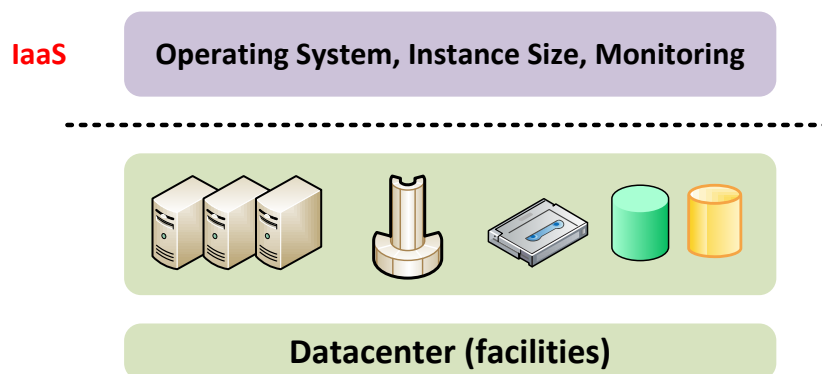 IaaS
Operating System, Instance Size, Monitoring
Datacenter (facilities)